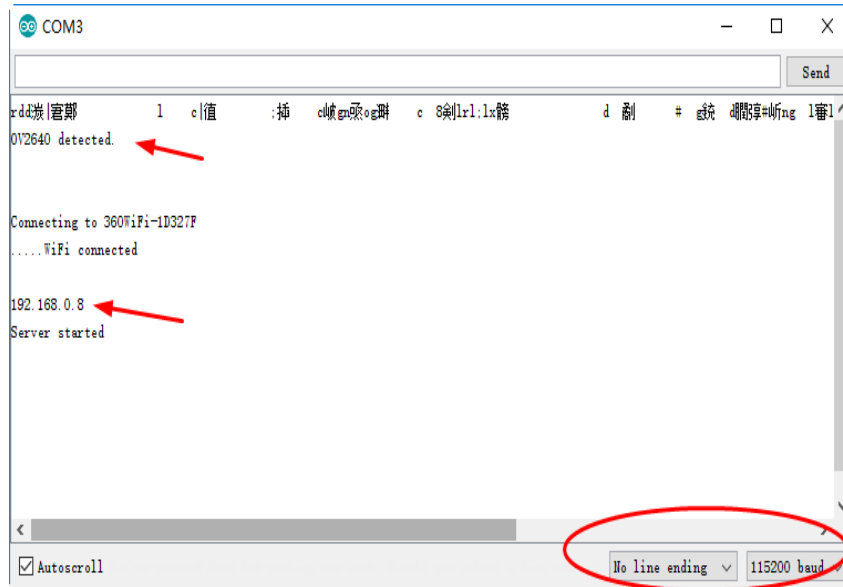 COM3
Send
OV2640 detected.
Connecting to 360WiFi-1D327F
.....WiFi connected
192.168.0.8
Server started
Autoscroll
No line ending
115200 baud